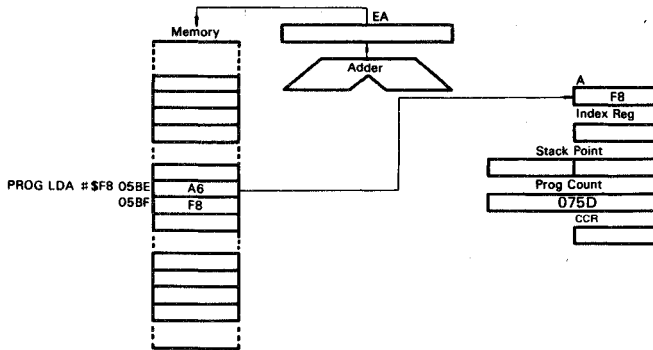 EA
Memory
Adder
A
F8
Index Reg
Stack Point
PROG LDA #$F8 05BE A6
05BF F8
Prog Count
075D
CCR